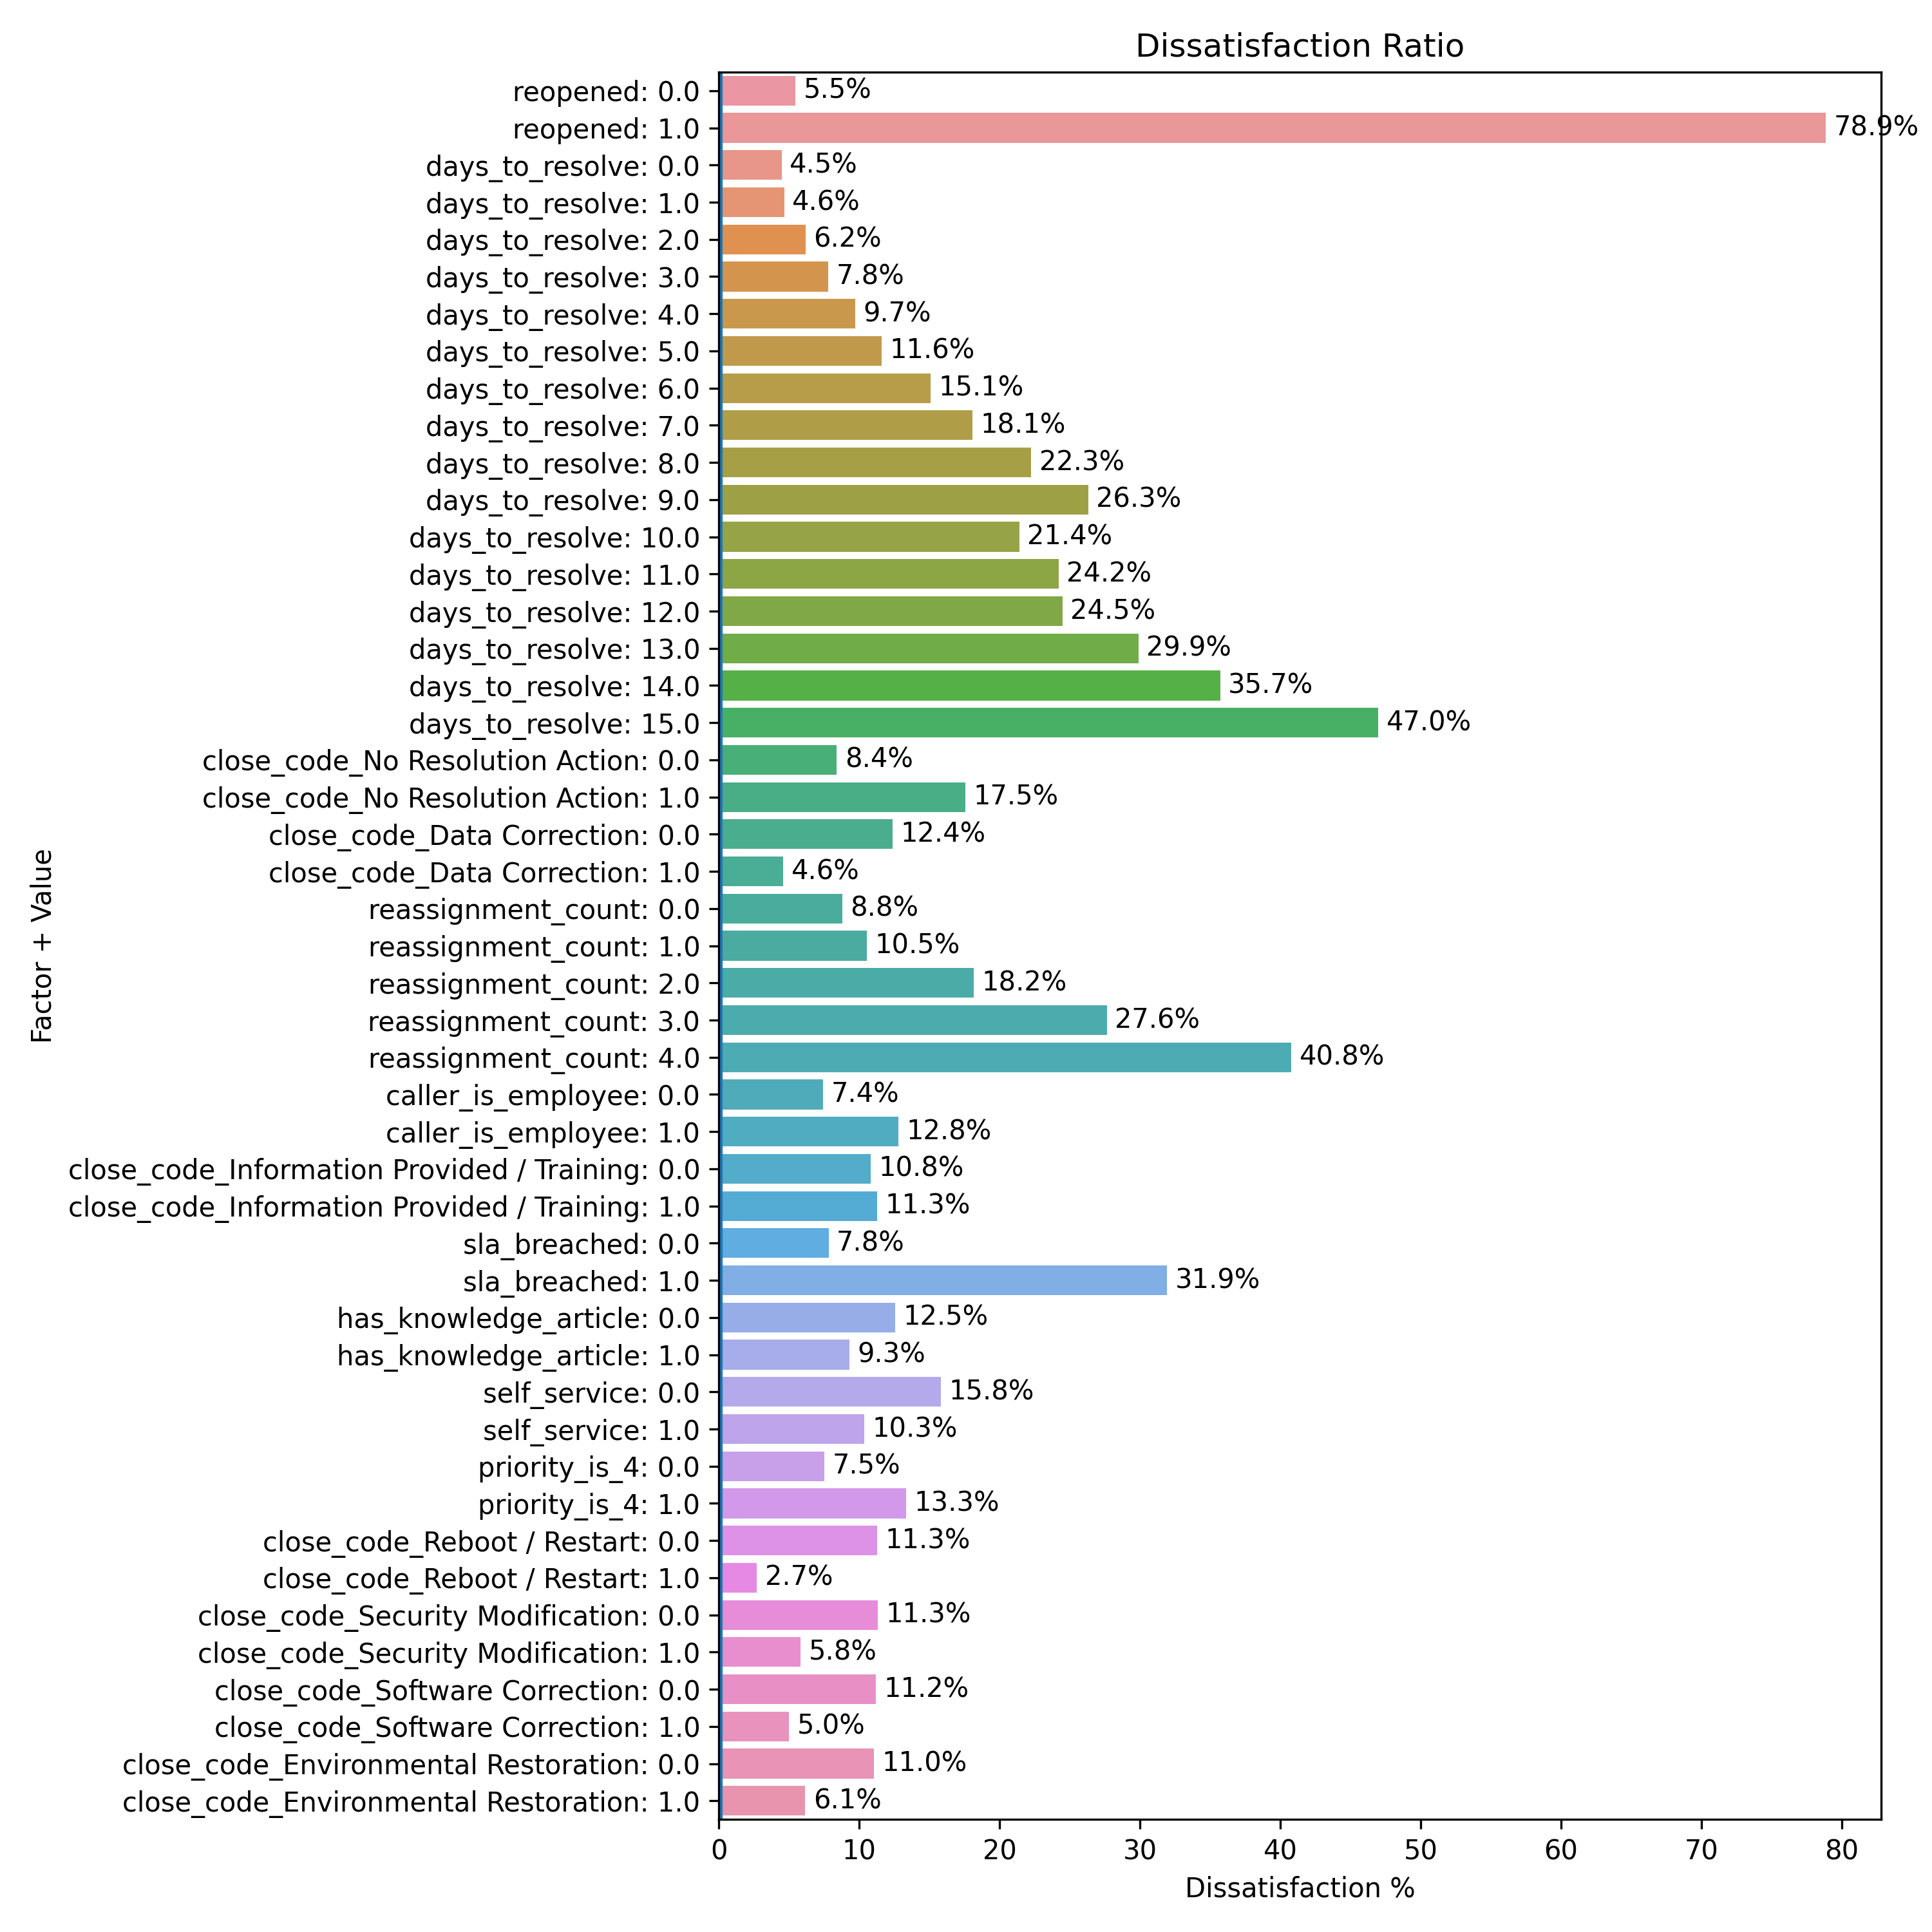 Dissatisfaction Ratio
reopened: 0.0 5.5%
reopened: 1.0 78.9%
days_to_resolve: 0.0 4.5%
days_to_resolve: 1.0 4.6%
days_to_resolve: 2.0 6.2%
days_to_resolve: 3.0 7.8%
days_to_resolve: 4.0 9.7%
days_to_resolve: 5.0 11.6%
days_to_resolve: 6.0 15.1%
days_to_resolve: 7.0 18.1%
days_to_resolve: 8.0 22.3%
days_to_resolve: 9.0 26.3%
days_to_resolve: 10.0 21.4%
days_to_resolve: 11.0 24.2%
days_to_resolve: 12.0 24.5%
days_to_resolve: 13.0 29.9%
days_to_resolve: 14.0 35.7%
days_to_resolve: 15.0 47.0%
close_code_No Resolution Action: 0.0 8.4%
close_code_No Resolution Action: 1.0 17.5%
close_code_Data Correction: 0.0 12.4%
close_code_Data Correction: 1.0 4.6%
reassignment_count: 0.0 8.8%
reassignment_count: 1.0 10.5%
reassignment_count: 2.0 18.2%
reassignment_count: 3.0 27.6%
reassignment_count: 4.0 40.8%
caller_is_employee: 0.0 7.4%
caller_is_employee: 1.0 12.8%
close_code_Information Provided / Training: 0.0 10.8%
close_code_Information Provided / Training: 1.0 11.3%
sla_breached: 0.0 7.8%
sla_breached: 1.0 31.9%
has_knowledge_article: 0.0 12.5%
has_knowledge_article: 1.0 9.3%
self_service: 0.0 15.8%
self_service: 1.0 10.3%
priority_is_4: 0.0 7.5%
priority_is_4: 1.0 13.3%
close_code_Reboot / Restart: 0.0 11.3%
close_code_Reboot / Restart: 1.0 2.7%
close_code_Security Modification: 0.0 11.3%
close_code_Security Modification: 1.0 5.8%
close_code_Software Correction: 0.0 11.2%
close_code_Software Correction: 1.0 5.0%
close_code_Environmental Restoration: 0.0 11.0%
close_code_Environmental Restoration: 1.0 6.1%
Factor + Value
0 10 20 30 40 50 60 70 80
Dissatisfaction %